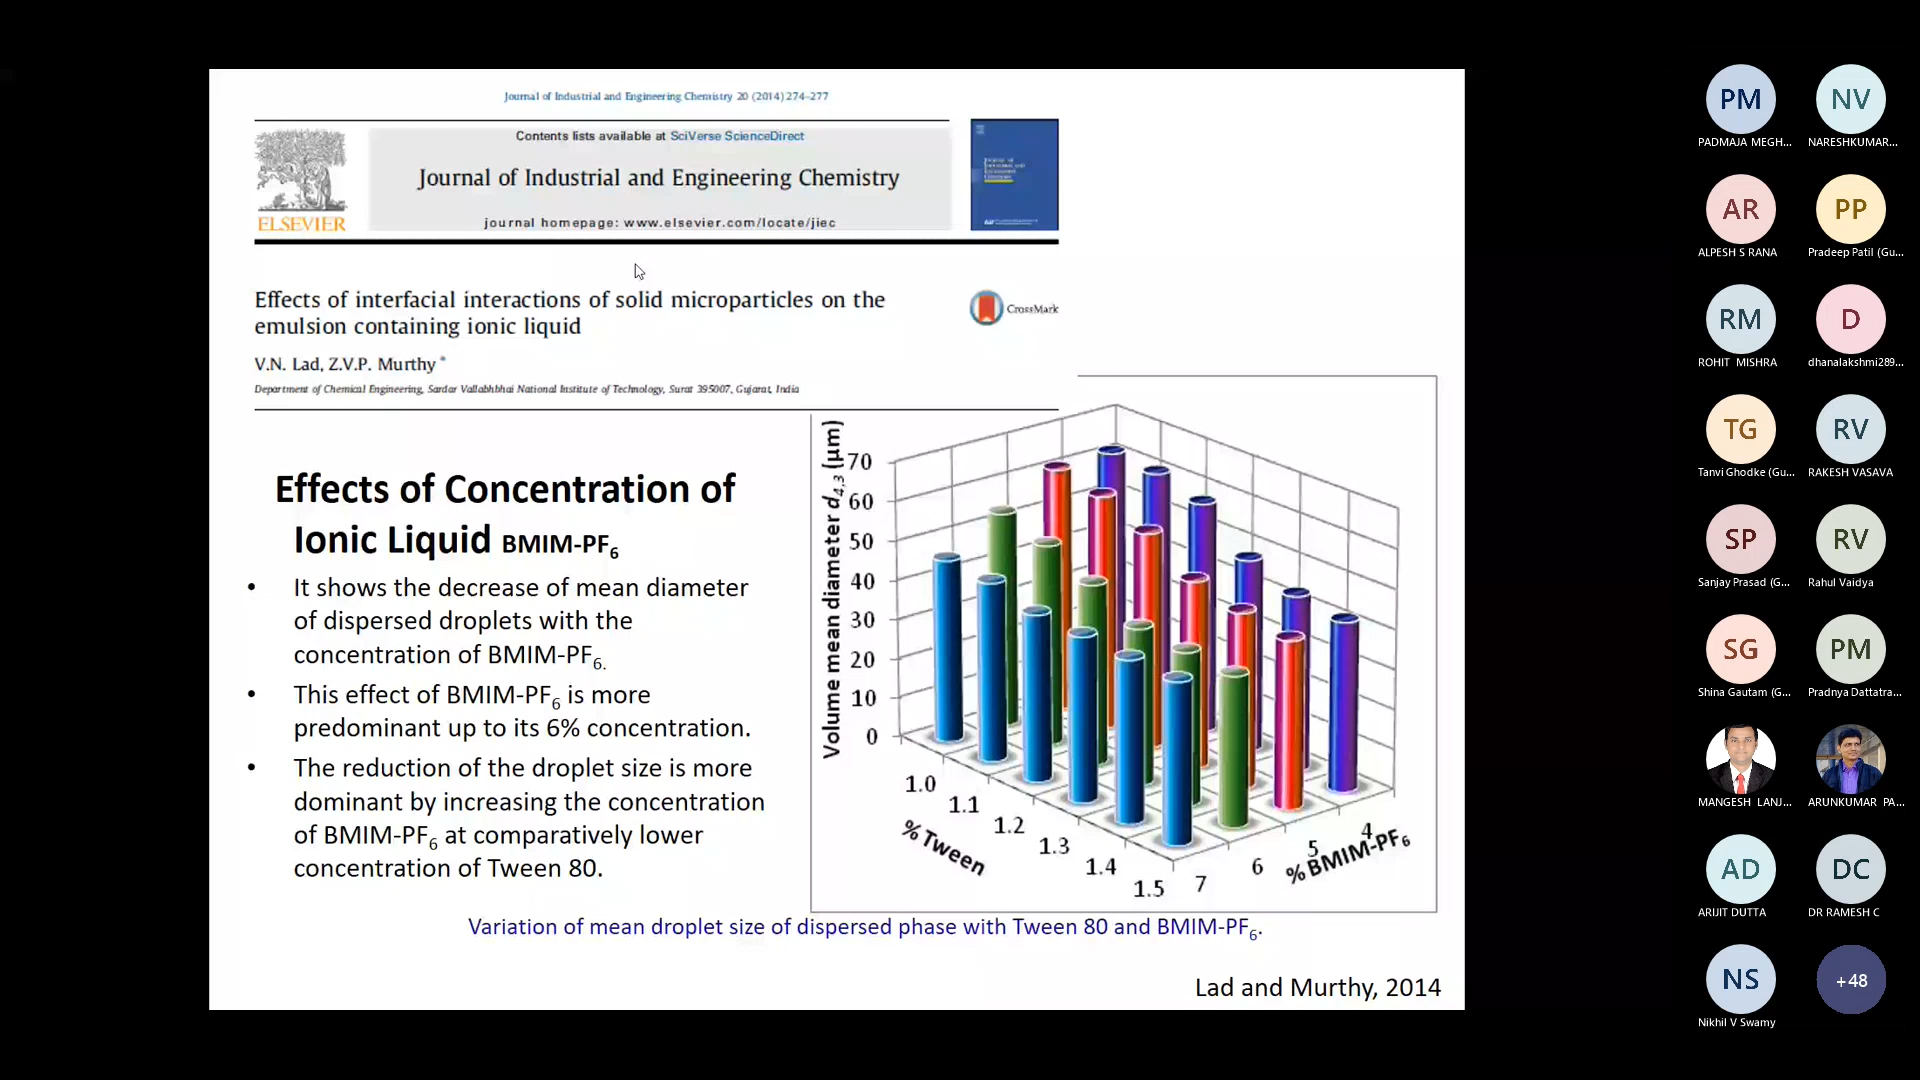 Journal of Industrial and Engineering Chemistry 20 (2014) 274–277
Contents lists available at SciVerse ScienceDirect
Journal of Industrial and Engineering Chemistry
journal homepage: www.elsevier.com/locate/jiec
ELSEVIER
Effects of interfacial interactions of solid microparticles on the
emulsion containing ionic liquid
CrossMark
V.N. Lad, Z.V.P. Murthy *
Department of Chemical Engineering, Sardar Vallabhbhai National Institute of Technology, Surat 395007, Gujarat, India
Effects of Concentration of
Ionic Liquid BMIM-PF6
• It shows the decrease of mean diameter
of dispersed droplets with the
concentration of BMIM-PF6.
• This effect of BMIM-PF6 is more
predominant up to its 6% concentration.
• The reduction of the droplet size is more
dominant by increasing the concentration
of BMIM-PF6 at comparatively lower
concentration of Tween 80.
Volume mean diameter d4,3 (µm)
70
60
50
40
30
20
10
0
1.0
1.1
1.2
1.3
1.4
1.5
% Tween
7
6
5
4
% BMIM-PF6
Variation of mean droplet size of dispersed phase with Tween 80 and BMIM-PF6.
Lad and Murthy, 2014
PM
PADMAJA MEGH...
NV
NARESHKUMAR...
AR
ALPESH S RANA
PP
Pradeep Patil (Gu...
RM
ROHIT MISHRA
D
dhanalakshmi289...
TG
Tanvi Ghodke (Gu...
RV
RAKESH VASAVA
SP
Sanjay Prasad (G...
RV
Rahul Vaidya
SG
Shina Gautam (G...
PM
Pradnya Dattatra...
MANGESH LANJ...
ARUNKUMAR PA...
AD
ARIJIT DUTTA
DC
DR RAMESH C
NS
Nikhil V Swamy
+48